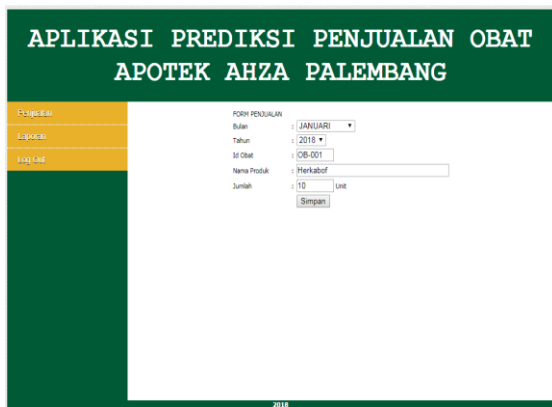 APLIKASI PREDIKSI PENJUALAN OBAT
APOTEK AHZA PALEMBANG
Penjualan
Laporan
Log Out
FORM PENJUALAN
Bulan : JANUARI
Tahun : 2018
Id Obat : OB-001
Nama Produk : Herkabof
Jumlah : 10 Unit
Simpan
2018